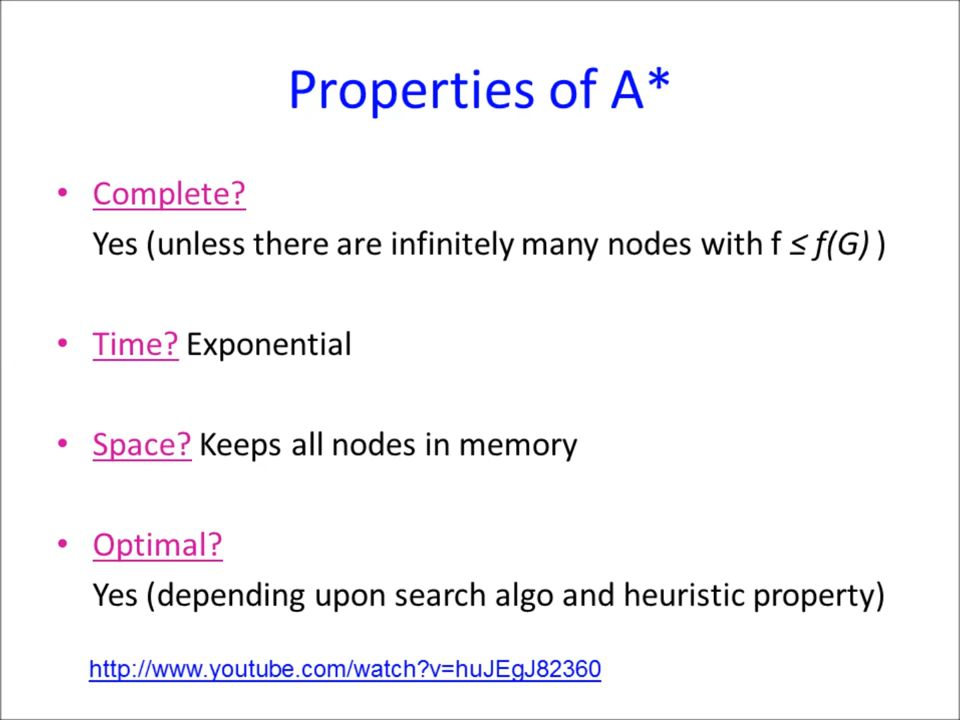 Properties of A*
• Complete?
Yes (unless there are infinitely many nodes with f ≤ f(G) )
• Time? Exponential
• Space? Keeps all nodes in memory
• Optimal?
Yes (depending upon search algo and heuristic property)
http://www.youtube.com/watch?v=huJEgJ82360